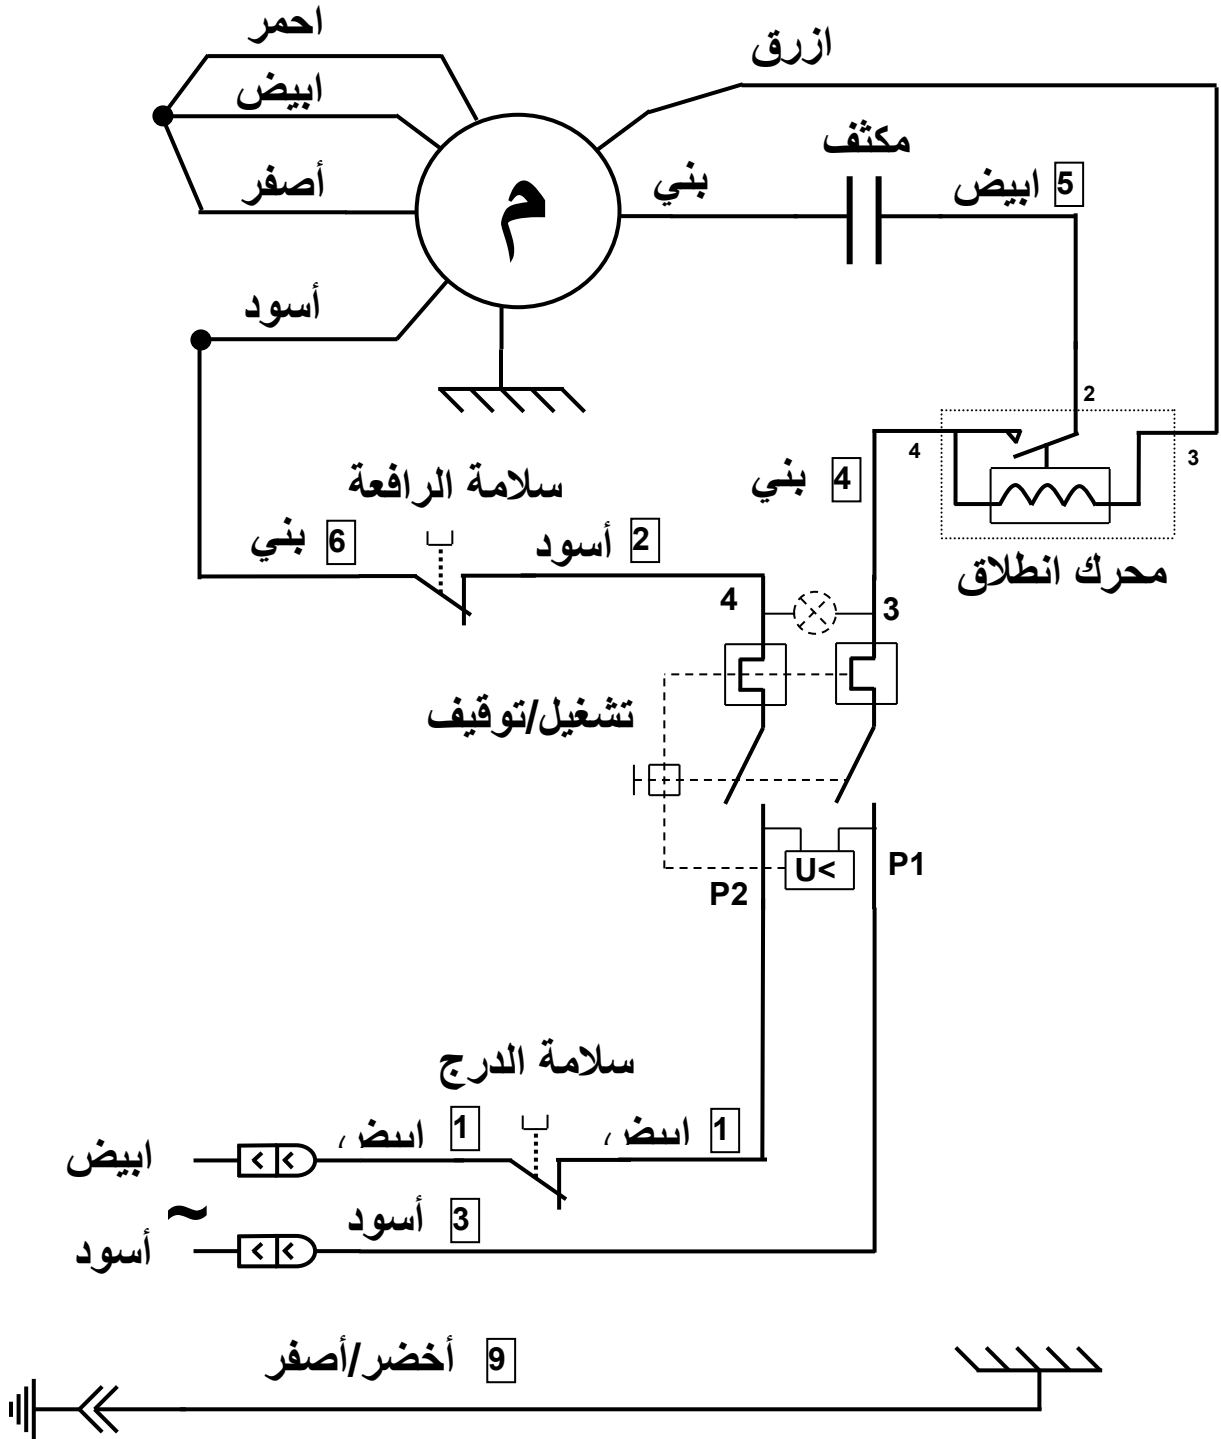 احمر
ازرق
ابيض
مكثف
أصفر
م
بني
ابيض 5
أسود
2
4
3
سلامة الرافعة
بني 4
بني 6
أسود 2
محرك انطلاق
4
3
تشغيل/توقيف
U<
P1
P2
سلامة الدرج
ابيض 1
ابيض 1
ابيض
~
أسود 3
أسود
أخضر/أصفر 9